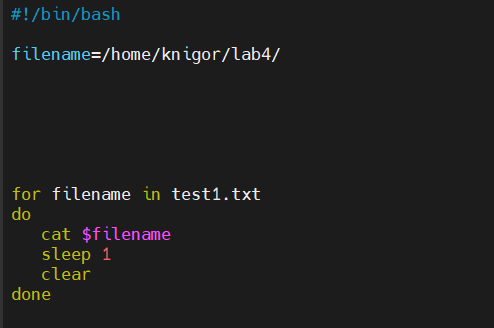 #!/bin/bash
filename=/home/knigor/lab4/
for filename in test1.txt
do
   cat $filename
   sleep 1
   clear
done